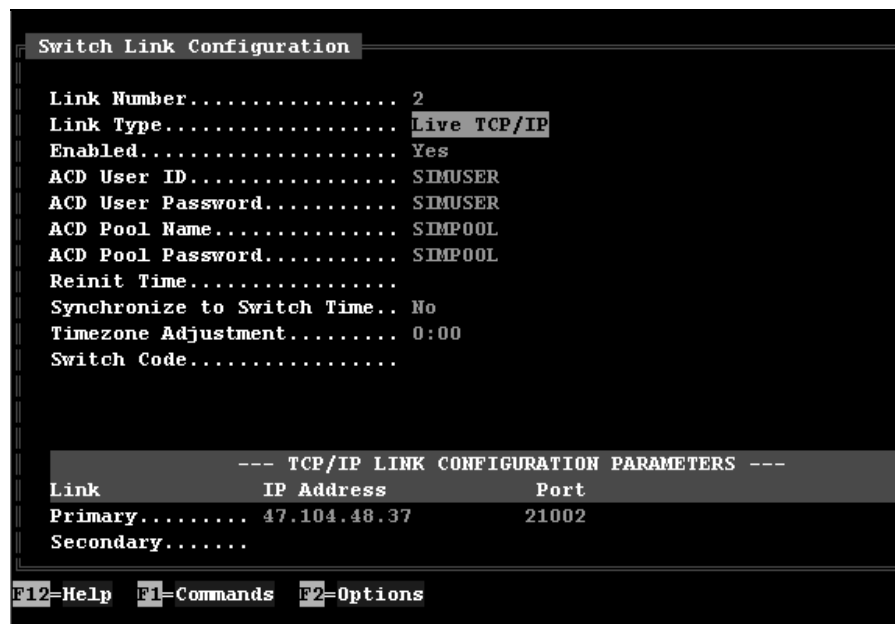 Switch Link Configuration
Link Number................. 2
Link Type................... Live TCP/IP
Enabled..................... Yes
ACD User ID................. SIMUSER
ACD User Password........... SIMUSER
ACD Pool Name............... SIMPOOL
ACD Pool Password........... SIMPOOL
Reinit Time.................
Synchronize to Switch Time.. No
Timezone Adjustment......... 0:00
Switch Code.................
--- TCP/IP LINK CONFIGURATION PARAMETERS ---
Link IP Address Port
Primary......... 47.104.48.37 21002
Secondary.......
F12=Help F1=Commands F2=Options